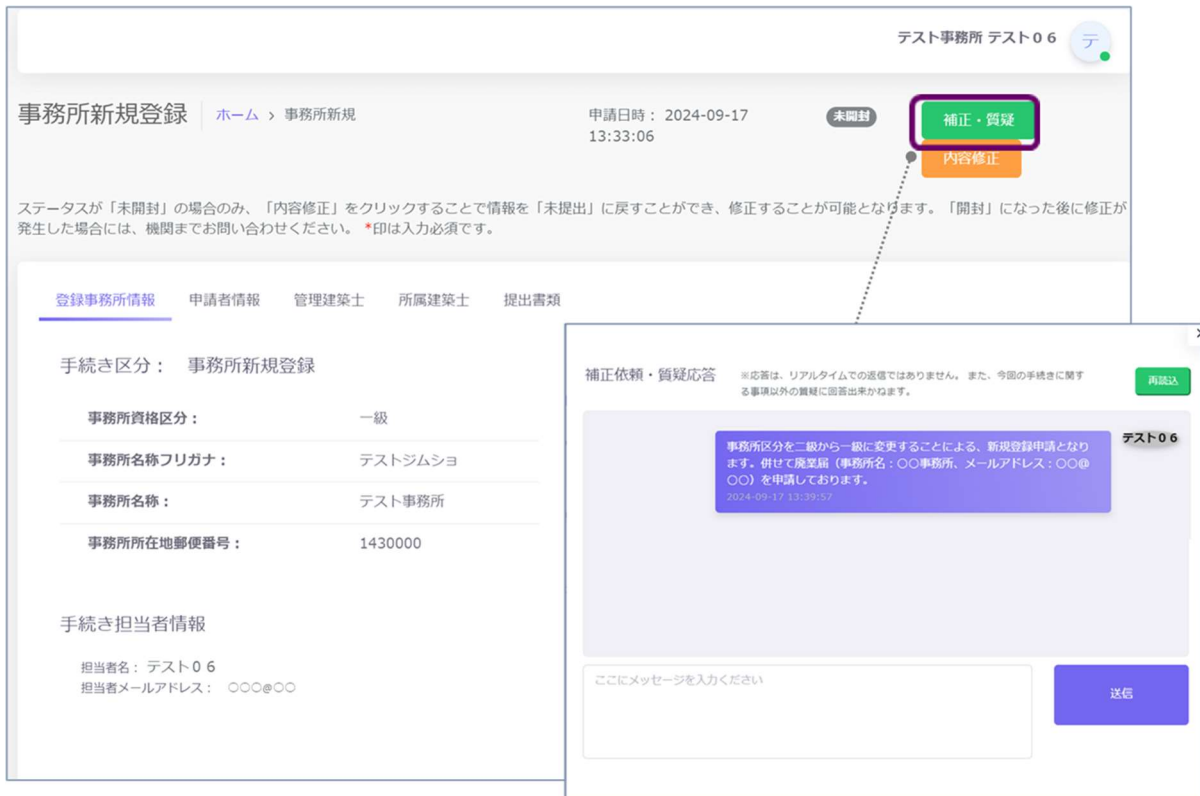 テスト事務所 テスト０６
テ
事務所新規登録
ホーム > 事務所新規
申請日時： 2024-09-17
13:33:06
未開封
補正・質疑
内容修正
ステータスが「未開封」の場合のみ、「内容修正」をクリックすることで情報を「未提出」に戻すことができ、修正することが可能となります。「開封」になった後に修正が
発生した場合には、機関までお問い合わせください。 *印は入力必須です。
登録事務所情報 申請者情報 管理建築士 所属建築士 提出書類
手続き区分： 事務所新規登録
事務所資格区分： 一級
事務所名称フリガナ： テストジムショ
事務所名称： テスト事務所
事務所所在地郵便番号： 1430000
手続き担当者情報
担当者名： テスト０６
担当者メールアドレス： ○○○@○○
補正依頼・質疑応答
※応答は、リアルタイムでの返信ではありません。 また、今回の手続きに関す
る事項以外の質疑に回答出来かねます。
再読込
テスト０６
事務所区分を二級から一級に変更することによる、新規登録申請となり
ます。併せて廃業届（事務所名：〇〇事務所、メールアドレス：〇〇@
〇〇）を申請しております。
2024-09-17 13:39:57
ここにメッセージを入力ください
送信